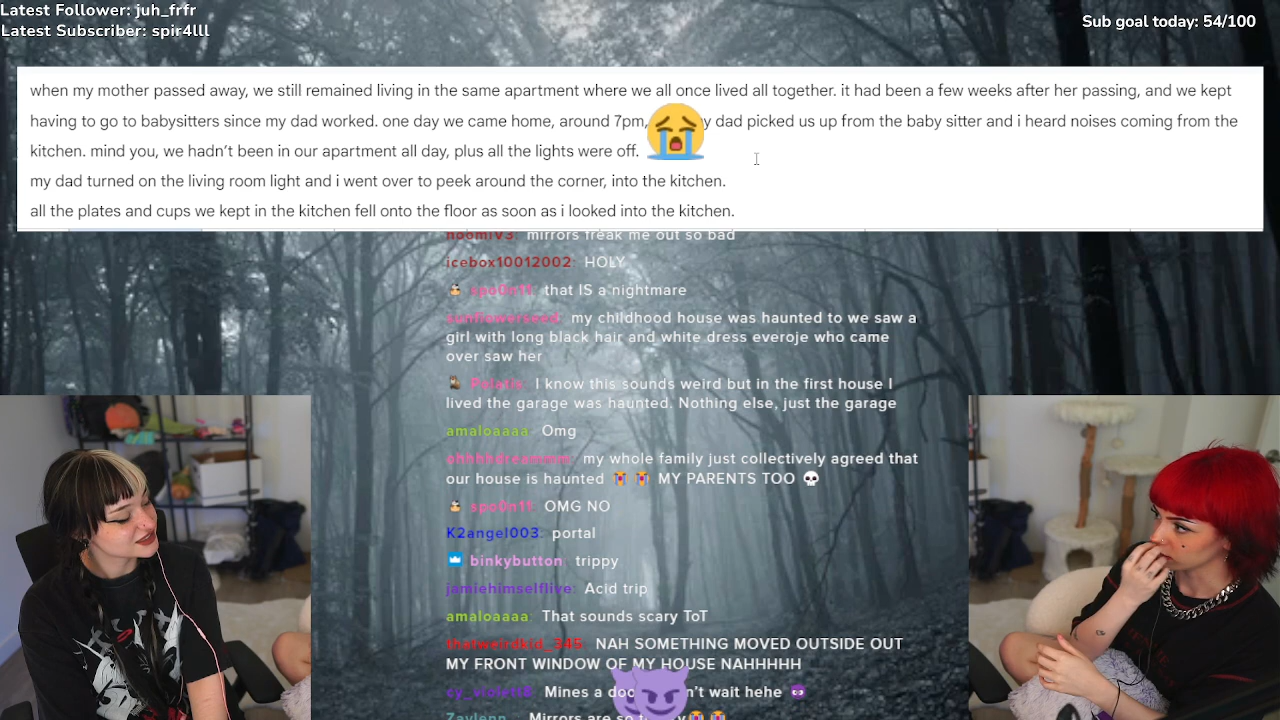 Latest Follower: juh_frfr
Latest Subscriber: spir4lll
Sub goal today: 54/100
when my mother passed away, we still remained living in the same apartment where we all once lived all together. it had been a few weeks after her passing, and we kept
having to go to babysitters since my dad worked. one day we came home, around 7pm, dad picked us up from the baby sitter and i heard noises coming from the
kitchen. mind you, we hadn't been in our apartment all day, plus all the lights were off.
my dad turned on the living room light and i went over to peek around the corner, into the kitchen.
all the plates and cups we kept in the kitchen fell onto the floor as soon as i looked into the kitchen.
mirrors freak me out so bad
icebox10012002: HOLY
spo0n11: that IS a nightmare
my childhood house was haunted to we saw a
girl with long black hair and white dress everoje who came
over saw her
I know this sounds weird but in the first house I
lived the garage was haunted. Nothing else, just the garage
amaloaaaa: Omg
my whole family just collectively agreed that
our house is haunted 😭 😭 MY PARENTS TOO 💀
spo0n11: OMG NO
K2angel003: portal
binkybutton: trippy
jamiehimselflive: Acid trip
amaloaaaa: That sounds scary ToT
thatweirdkid_345: NAH SOMETHING MOVED OUTSIDE OUT
MY FRONT WINDOW OF MY HOUSE NAHHHHH
Mines a wait hehe 😈
Mirrors are so